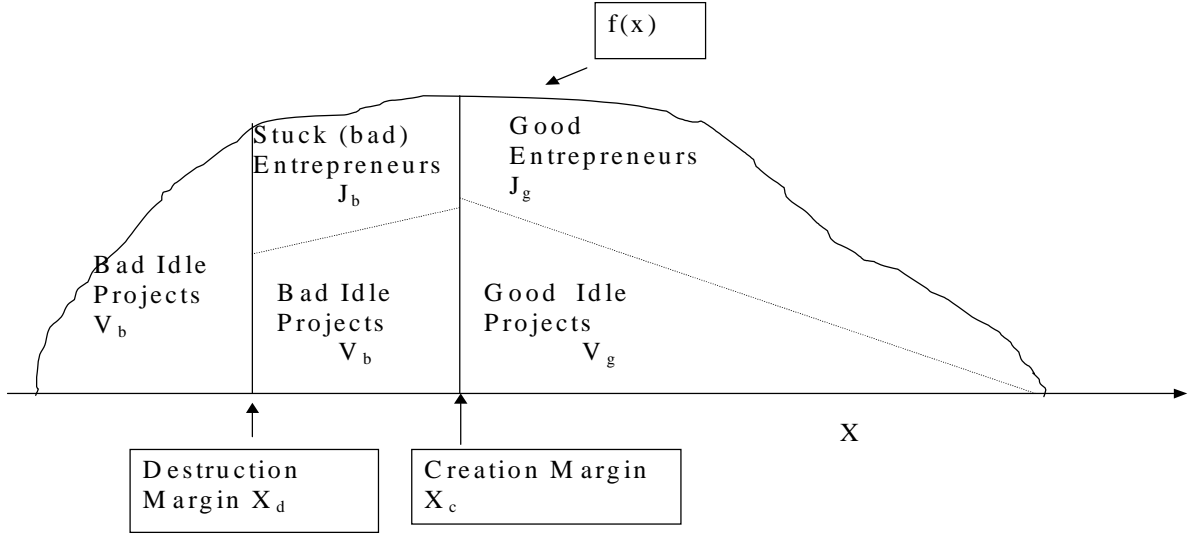 f(x)
Stuck (bad)
Entrepreneurs
J_b
Good
Entrepreneurs
J_g
Bad Idle
Projects
V_b
Bad Idle
Projects
V_b
Good Idle
Projects
V_g
X
Destruction
Margin X_d
Creation Margin
X_c